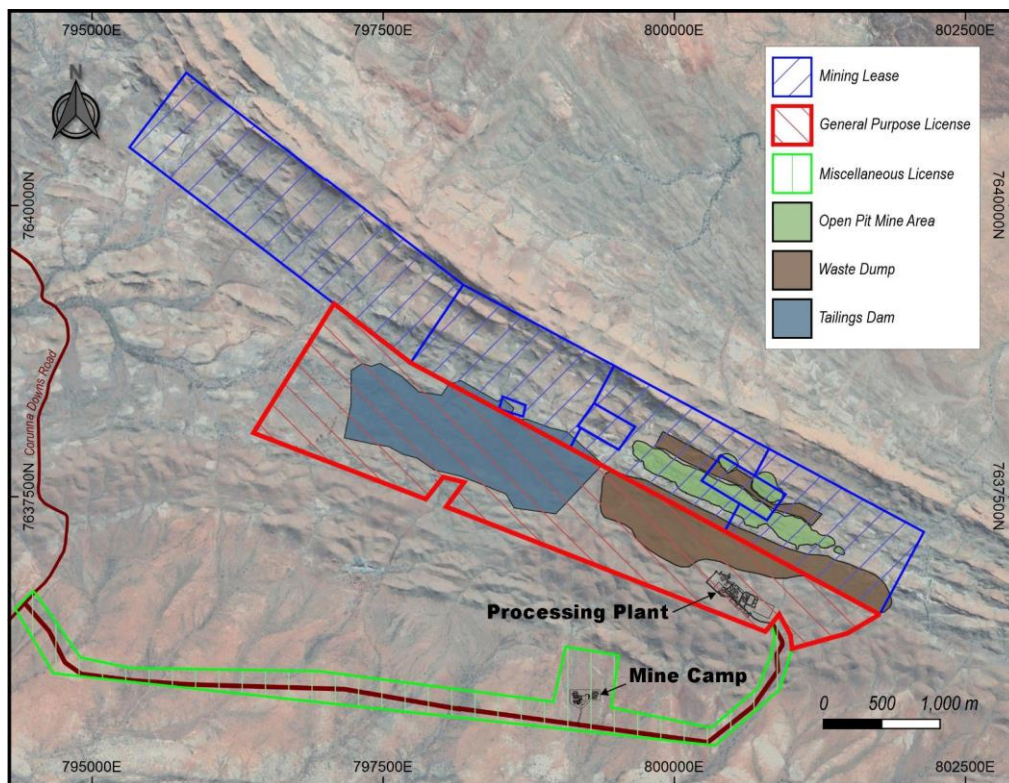 795000E
797500E
800000E
802500E
N
Mining Lease
General Purpose License
Miscellaneous License
Open Pit Mine Area
Waste Dump
Tailings Dam
7640000N
7640000N
Corunna Downs Road
7637500N
7637500N
Processing Plant
Mine Camp
0 500 1,000 m
795000E
797500E
800000E
802500E